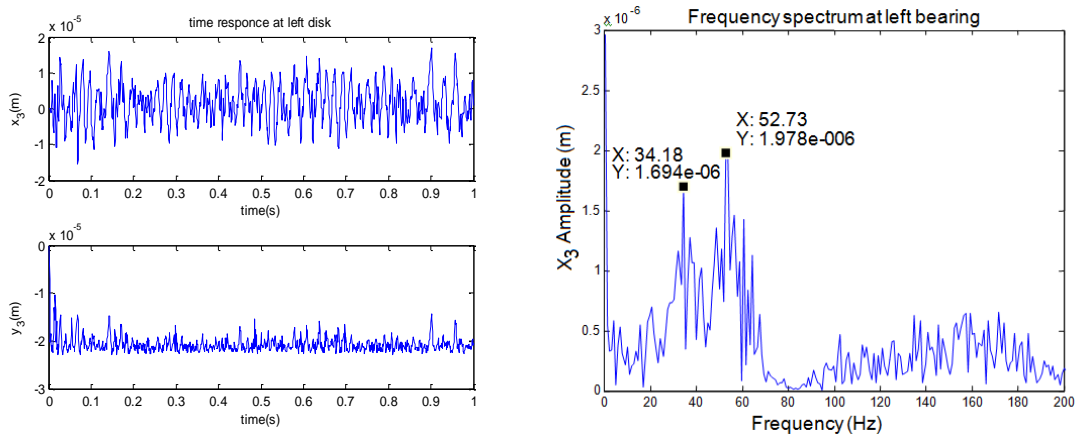 time responce at left disk
x 10^-5
2
1
0
-1
-2
x3(m)
0 0.1 0.2 0.3 0.4 0.5 0.6 0.7 0.8 0.9 1
time(s)
x 10^-5
0
-1
-2
-3
y3(m)
0 0.1 0.2 0.3 0.4 0.5 0.6 0.7 0.8 0.9 1
time(s)
Frequency spectrum at left bearing
x 10^-6
3
2.5
2
1.5
1
0.5
0
X3 Amplitude (m)
X: 34.18
Y: 1.694e-06
X: 52.73
Y: 1.978e-006
0 20 40 60 80 100 120 140 160 180 200
Frequency (Hz)